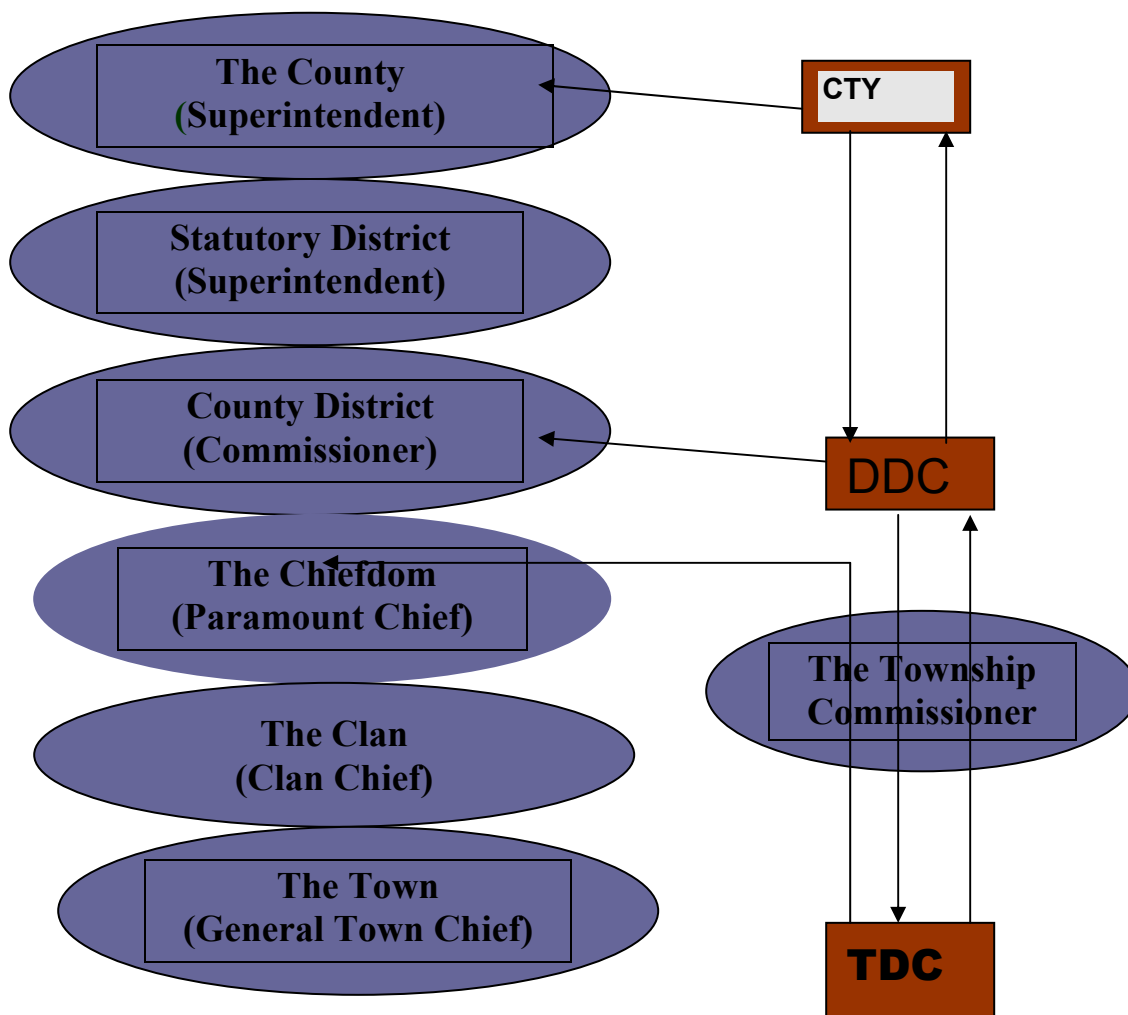 The County
(Superintendent)
CTY
Statutory District
(Superintendent)
County District
(Commissioner)
DDC
The Chiefdom
(Paramount Chief)
The Township
Commissioner
The Clan
(Clan Chief)
The Town
(General Town Chief)
TDC